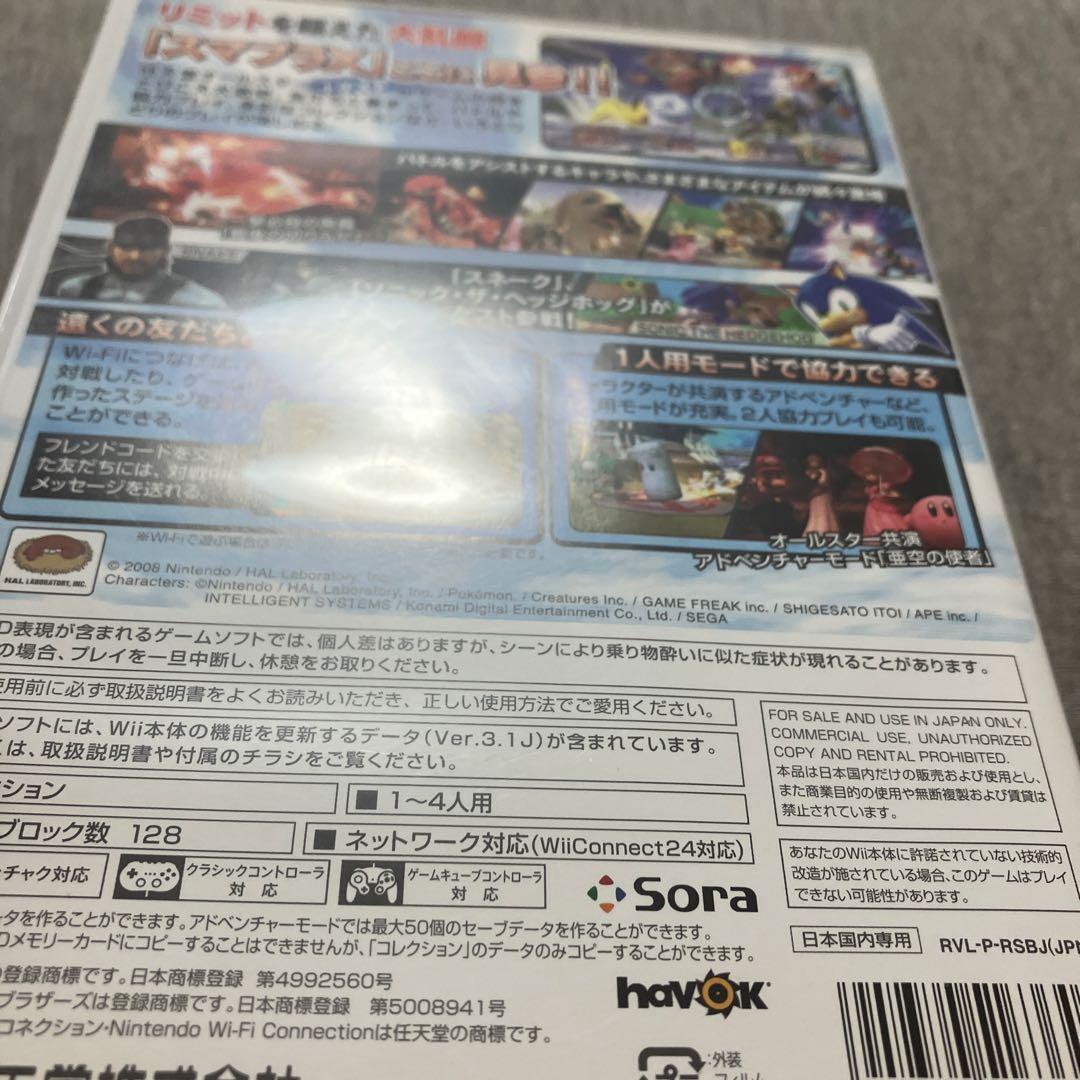 リミットを超えた大乱闘
「スマブラX」
バトルをアシストするキャラや、さまざまなアイテムが続々登場
「スネーク」、
「ソニック・ザ・ヘッジホッグ」が
ゲスト参戦!
SONIC THE HEDGEHOG
遠くの友だち
Wi-Fiにつなげば
対戦したり、
作ったステージを
ことができる。
フレンドコードを交
た友だちには、対戦中
メッセージを送れる。
※Wi-Fiで遊ぶ場合は
1人用モードで協力できる
ラクターが共演するアドベンチャーなど、
用モードが充実。2人協力プレイも可能。
オールスター共演
アドベンチャーモード「亜空の使者」
HAL LABORATORY, INC.
© 2008 Nintendo / HAL Laboratory, Inc.
Characters: ©Nintendo / HAL Laboratory, Inc. / Pokémon. / Creatures Inc. / GAME FREAK inc. / SHIGESATO ITOI / APE inc. /
INTELLIGENT SYSTEMS / Konami Digital Entertainment Co., Ltd. / SEGA
D表現が含まれるゲームソフトでは、個人差はありますが、シーンにより乗り物酔いに似た症状が現れることがあります。
の場合、プレイを一旦中断し、休憩をお取りください。
使用前に必ず取扱説明書をよくお読みいただき、正しい使用方法でご愛用ください。
ソフトには、Wii本体の機能を更新するデータ(Ver.3.1J)が含まれています。
くは、取扱説明書や付属のチラシをご覧ください。
FOR SALE AND USE IN JAPAN ONLY.
COMMERCIAL USE, UNAUTHORIZED
COPY AND RENTAL PROHIBITED.
本品は日本国内だけの販売および使用とし、
また商業目的の使用や無断複製および賃貸は
禁止されています。
ション
■ 1〜4人用
ブロック数 128
■ ネットワーク対応(WiiConnect24対応)
チャク対応
クラシックコントローラ
対 応
ゲームキューブコントローラ
対 応
Sora
あなたのWii本体に許諾されていない技術的
改造が施されている場合、このゲームはプレイ
できない可能性があります。
ータを作ることができます。アドベンチャーモードでは最大50個のセーブデータを作ることができます。
Dメモリーカードにコピーすることはできませんが、「コレクション」のデータのみコピーすることができます。
日本国内専用
RVL-P-RSBJ(JP
の登録商標です。日本商標登録 第4992560号
ブラザーズは登録商標です。日本商標登録 第5008941号
コネクション・Nintendo Wi-Fi Connectionは任天堂の商標です。
havok
:外装
フィルム
天堂株式会社